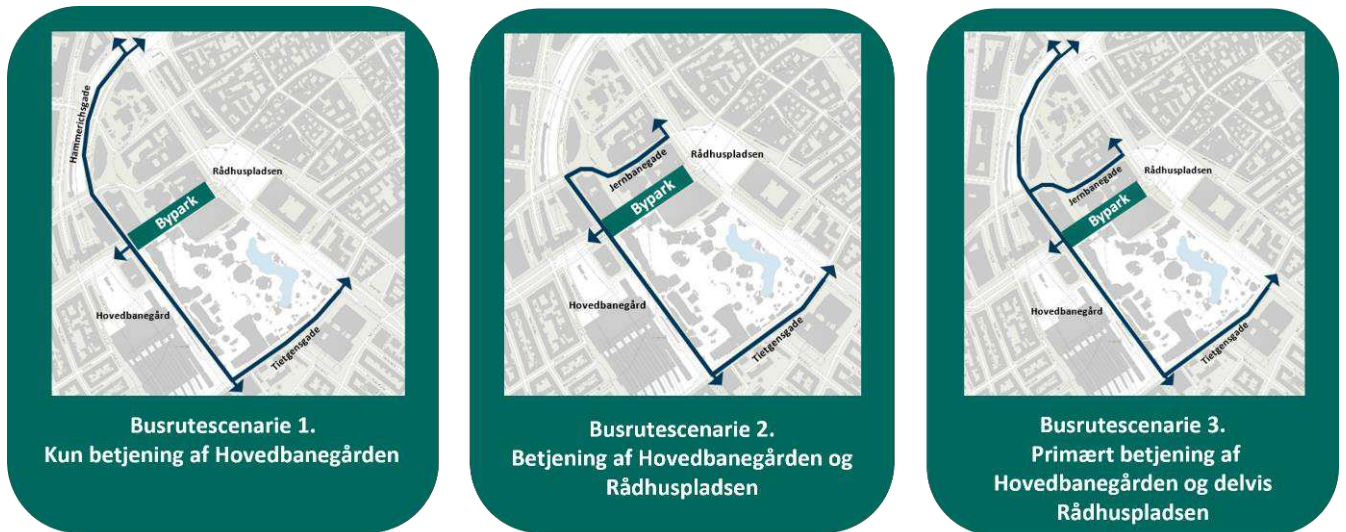 Hammerichsgade
Rådhuspladsen
Bypark
Hovedbanegård
Tietgensgade
Busrutescenarie 1.
Kun betjening af Hovedbanegården
Rådhuspladsen
Jernbanegade
Bypark
Hovedbanegård
Tietgensgade
Busrutescenarie 2.
Betjening af Hovedbanegården og
Rådhuspladsen
Rådhuspladsen
Jernbanegade
Bypark
Hovedbanegård
Tietgensgade
Busrutescenarie 3.
Primært betjening af
Hovedbanegården og delvis
Rådhuspladsen